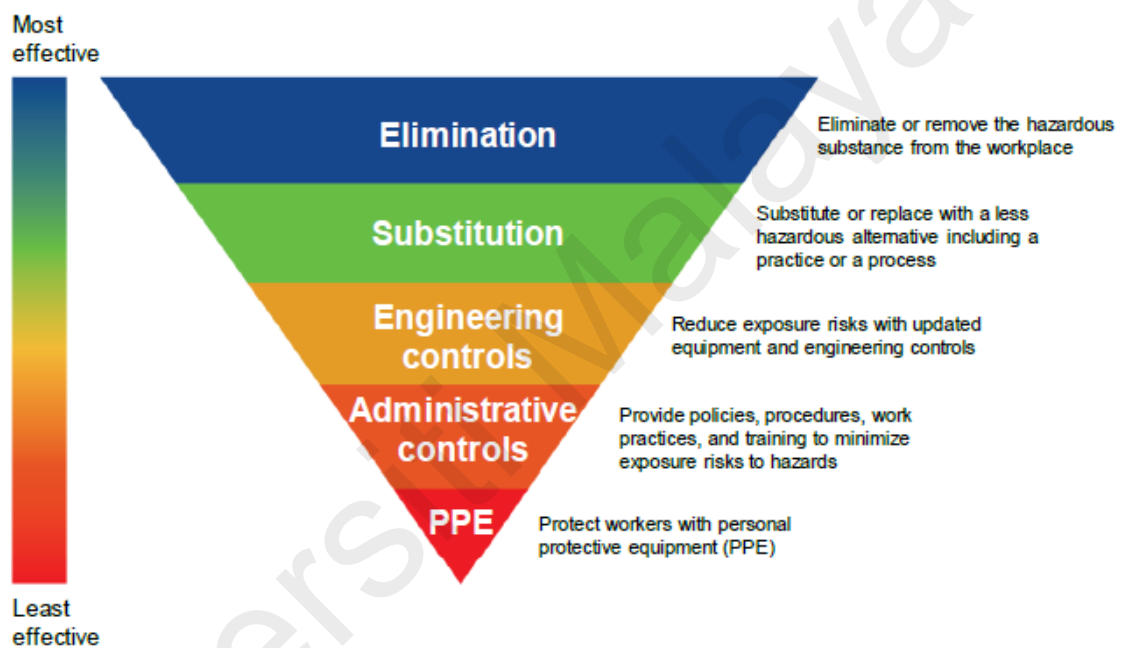 Most
effective
Elimination
Eliminate or remove the hazardous
substance from the workplace
Substitution
Substitute or replace with a less
hazardous alternative including a
practice or a process
Engineering
controls
Reduce exposure risks with updated
equipment and engineering controls
Administrative
controls
Provide policies, procedures, work
practices, and training to minimize
exposure risks to hazards
PPE
Protect workers with personal
protective equipment (PPE)
Least
effective
ersiti Malaya